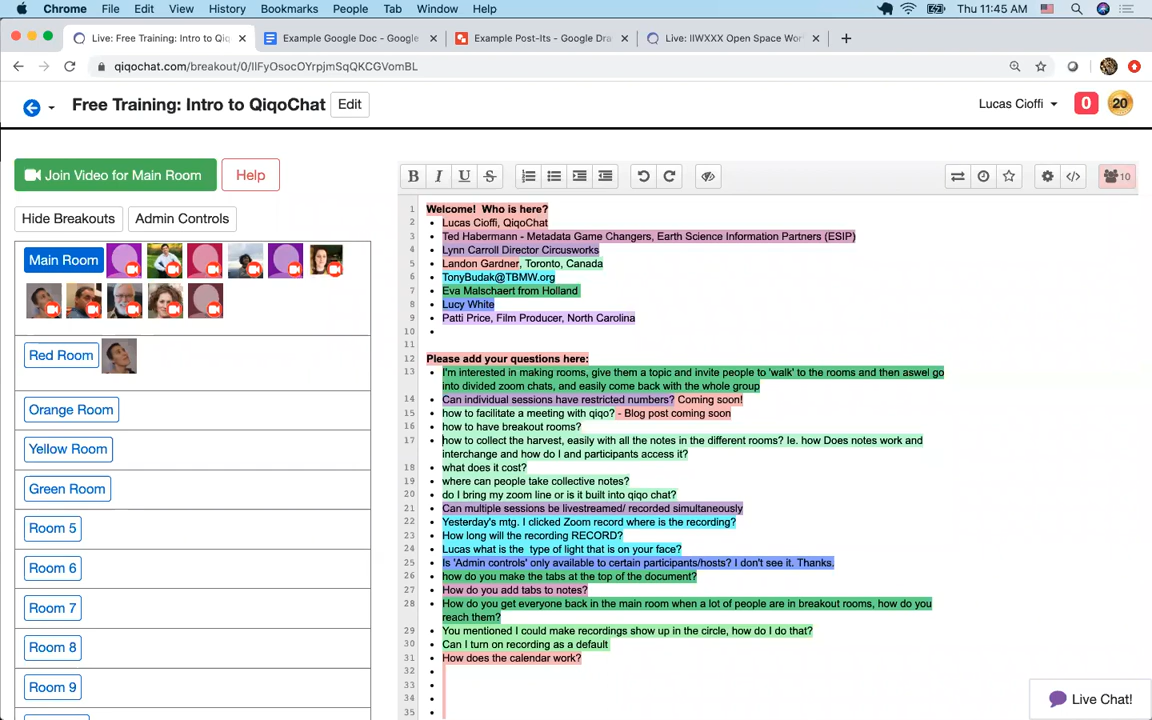 Chrome File Edit View History Bookmarks People Tab Window Help Thu 11:45 AM
Live: Free Training: Intro to Qiq × Example Google Doc - Google × Example Post-Its - Google Dra × Live: IIWXXX Open Space Wor × +
qiqochat.com/breakout/0/IlFyOsocOYrpjmSqQKCGVomBL
Free Training: Intro to QiqoChat Edit Lucas Cioffi 0 20
Join Video for Main Room Help
B I U S 10
Hide Breakouts Admin Controls
Main Room
Red Room
Orange Room
Yellow Room
Green Room
Room 5
Room 6
Room 7
Room 8
Room 9
1 Welcome! Who is here?
2 • Lucas Cioffi, QiqoChat
3 • Ted Habermann - Metadata Game Changers, Earth Science Information Partners (ESIP)
4 • Lynn Carroll Director Circusworks
5 • Landon Gardner, Toronto, Canada
6 • TonyBudak@TBMW.org
7 • Eva Malschaert from Holland
8 • Lucy White
9 • Patti Price, Film Producer, North Carolina
10 •
11
12 Please add your questions here:
13 • I'm interested in making rooms, give them a topic and invite people to 'walk' to the rooms and then aswel go
into divided zoom chats, and easily come back with the whole group
14 • Can individual sessions have restricted numbers? Coming soon!
15 • how to facilitate a meeting with qiqo? - Blog post coming soon
16 • how to have breakout rooms?
17 • how to collect the harvest, easily with all the notes in the different rooms? Ie. how Does notes work and
interchange and how do I and participants access it?
18 • what does it cost?
19 • where can people take collective notes?
20 • do I bring my zoom line or is it built into qiqo chat?
21 • Can multiple sessions be livestreamed/ recorded simultaneously
22 • Yesterday's mtg. I clicked Zoom record where is the recording?
23 • How long will the recording RECORD?
24 • Lucas what is the type of light that is on your face?
25 • Is 'Admin controls' only available to certain participants/hosts? I don't see it. Thanks.
26 • how do you make the tabs at the top of the document?
27 • How do you add tabs to notes?
28 • How do you get everyone back in the main room when a lot of people are in breakout rooms, how do you
reach them?
29 • You mentioned I could make recordings show up in the circle, how do I do that?
30 • Can I turn on recording as a default
31 • How does the calendar work?
32 •
33 •
34 •
35 •
Live Chat!